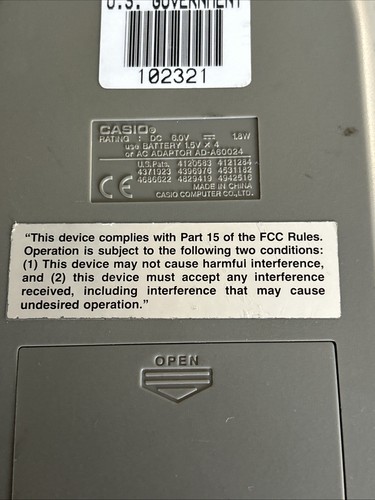 U.S. GOVERNMENT
102321
CASIO®
RATING : DC 6.0V 1.8W
use BATTERY 1.5V X 4
or AC ADAPTOR AD-A60024
U.S.Pats. 4120583 4121284
4371923 4396976 4531182
4686622 4829419 4942516
MADE IN CHINA
CE CASIO COMPUTER CO.,LTD.
"This device complies with Part 15 of the FCC Rules.
Operation is subject to the following two conditions:
(1) This device may not cause harmful interference,
and (2) this device must accept any interference
received, including interference that may cause
undesired operation."
OPEN